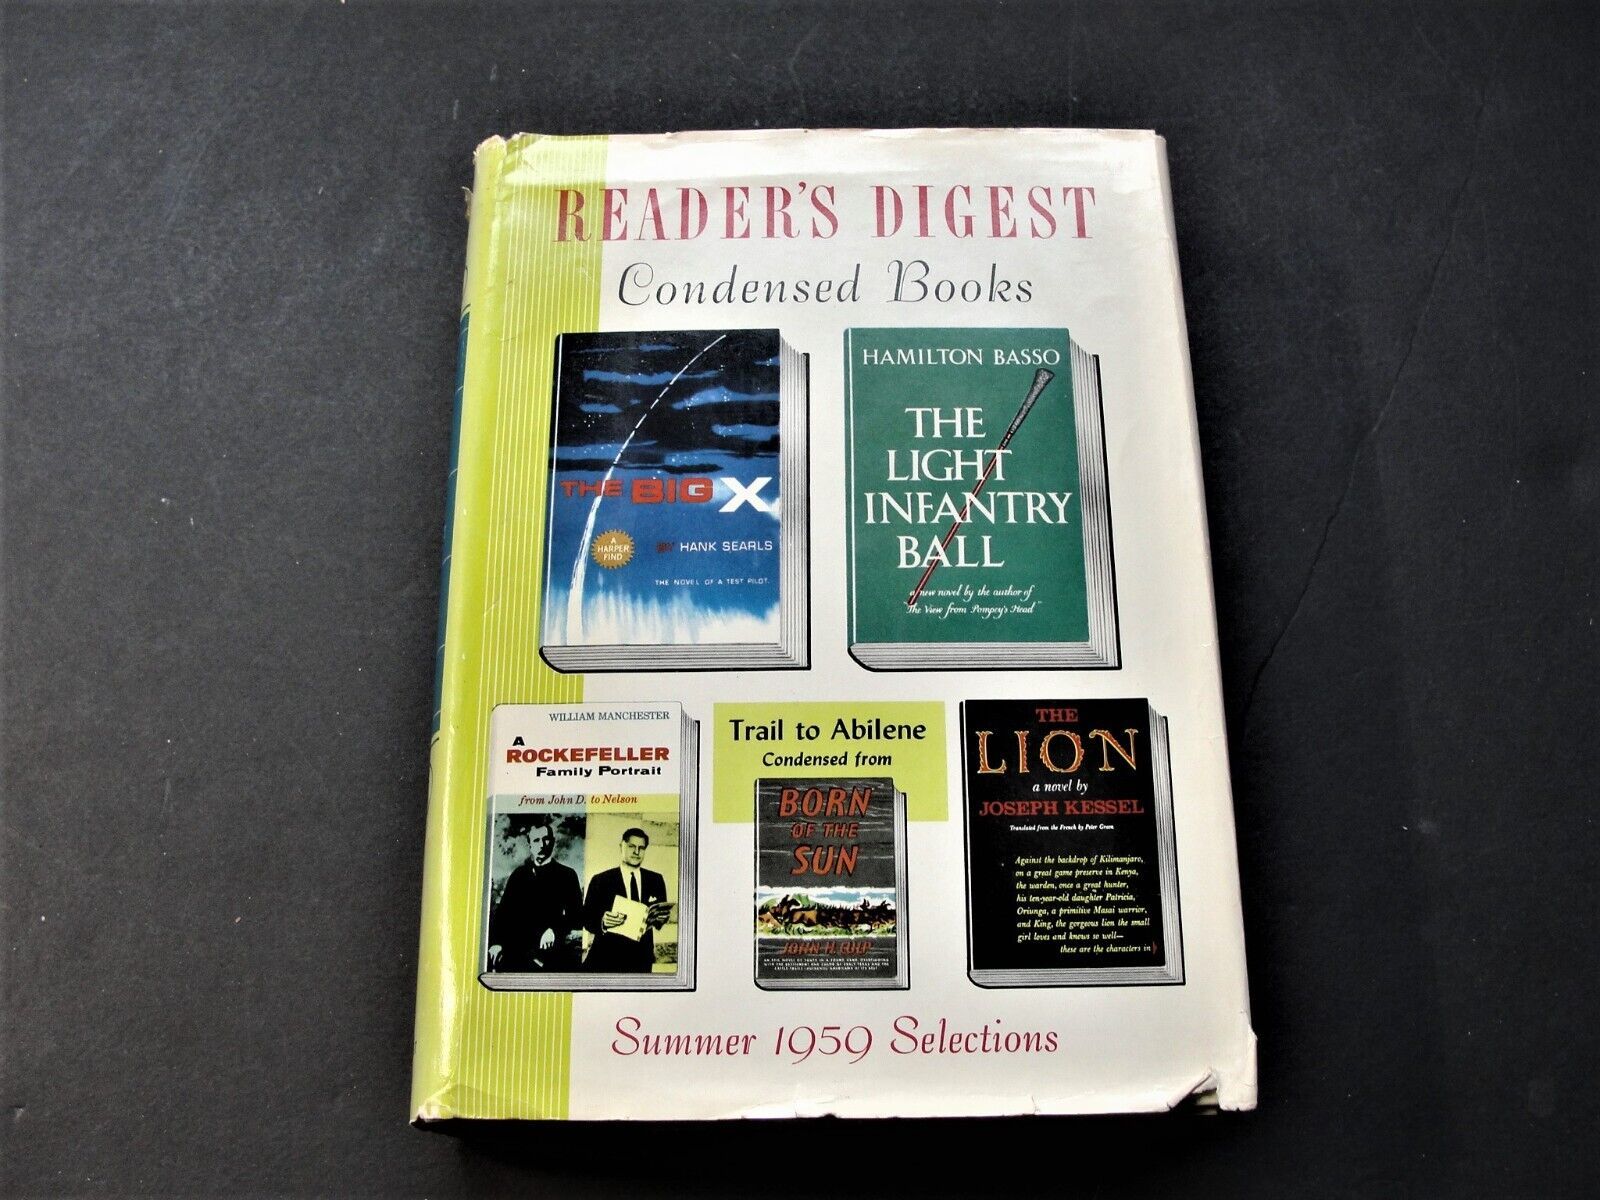 READER'S DIGEST
Condensed Books
THE BIG X
A
HARPER
FIND
BY HANK SEARLS
THE NOVEL OF A TEST PILOT.
HAMILTON BASSO
THE
LIGHT
INFANTRY
BALL
a new novel by the author of
"The View from Pompey's Head"
WILLIAM MANCHESTER
A
ROCKEFELLER
Family Portrait
from John D. to Nelson
Trail to Abilene
Condensed from
BORN
OF THE
SUN
JOHN H. CULP
THE
LION
a novel by
JOSEPH KESSEL
Translated from the French by Peter Green
Against the backdrop of Kilimanjaro,
on a great game preserve in Kenya,
the warden, once a great hunter,
his ten-year-old daughter Patricia,
Oriunga, a primitive Masai warrior,
and King, the gorgeous lion the small
girl loves and knows so well—
these are the characters in
Summer 1959 Selections